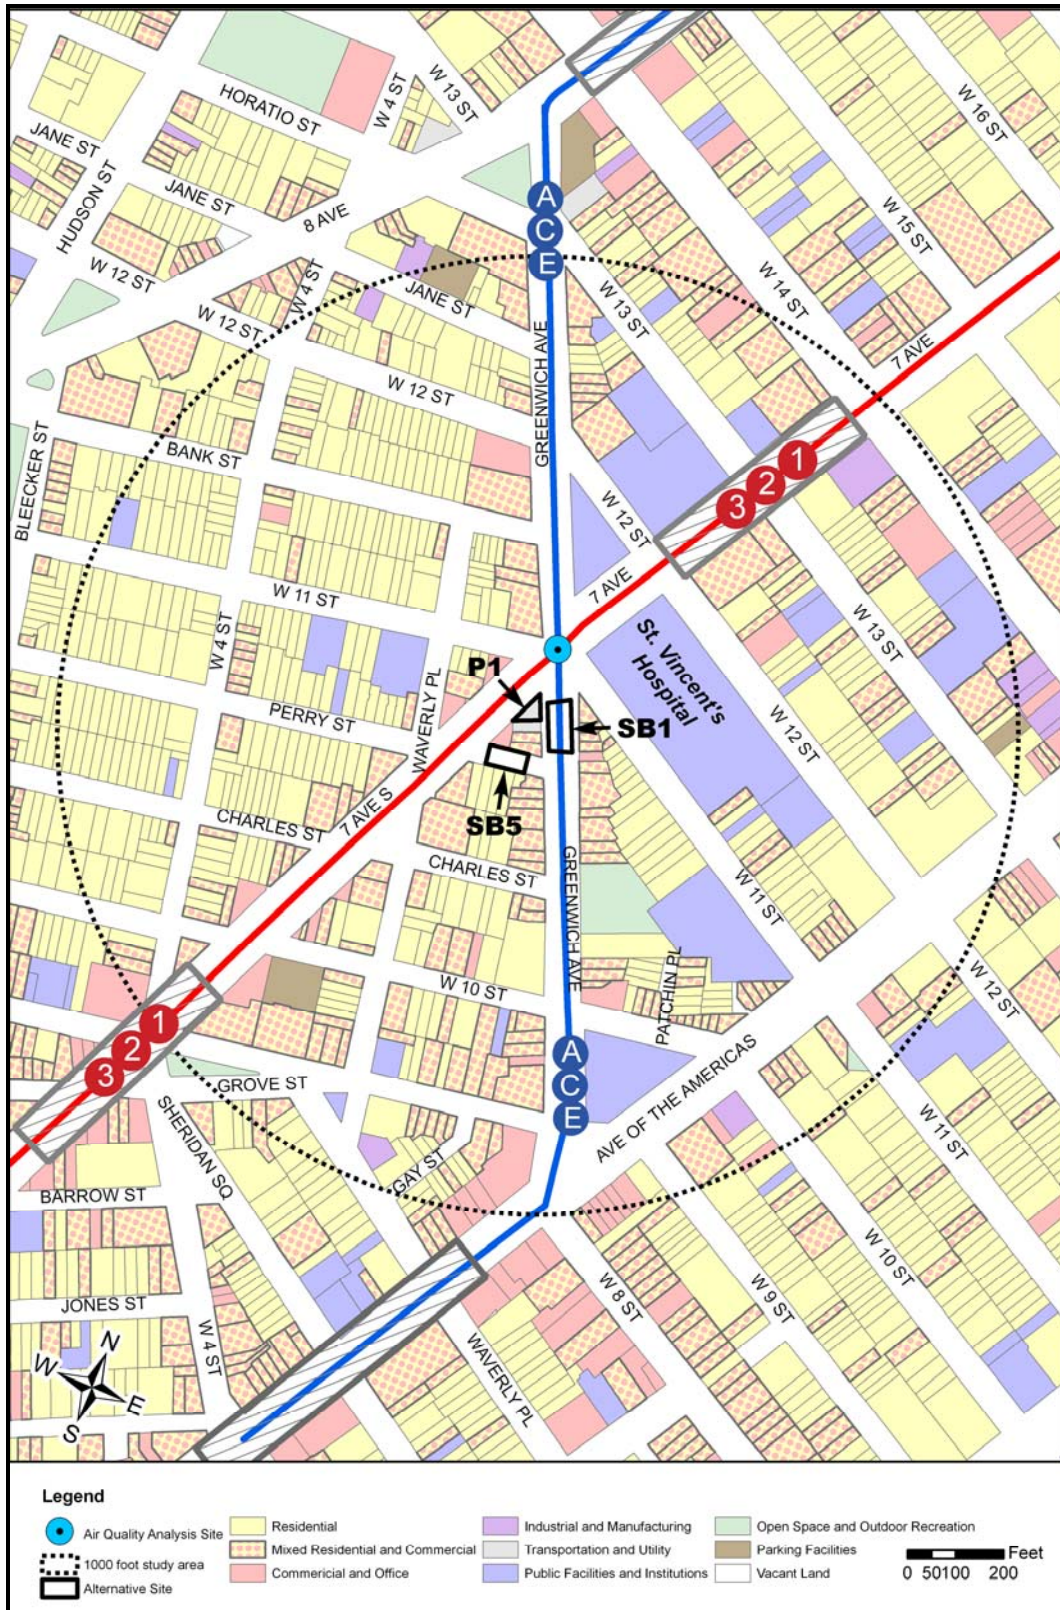 W 4 ST
W 13 ST
HORATIO ST
JANE ST
HUDSON ST
JANE ST
8 AVE
W 12 ST
W 4 ST
W 12 ST
JANE ST
W 12 ST
BANK ST
BLEECKER ST
W 11 ST
W 4 ST
PERRY ST
WAVERLY PL
CHARLES ST
7 AVE S
CHARLES ST
W 10 ST
GROVE ST
SHERIDAN SQ
GAY ST
BARROW ST
JONES ST
W 4 ST
A
C
E
GREENWICH AVE
W 13 ST
W 14 ST
W 15 ST
W 16 ST
7 AVE
1
2
3
W 12 ST
7 AVE
W 13 ST
St. Vincent's
Hospital
W 12 ST
P1
SB1
SB5
GREENWICH AVE
W 11 ST
PATCHIN PL
W 12 ST
A
C
E
AVE OF THE AMERICAS
W 11 ST
W 10 ST
W 9 ST
W 8 ST
WAVERLY PL
1
2
3
N
W
E
S
Legend
Air Quality Analysis Site
1000 foot study area
Alternative Site
Residential
Mixed Residential and Commercial
Commericial and Office
Industrial and Manufacturing
Transportation and Utility
Public Facilities and Institutions
Open Space and Outdoor Recreation
Parking Facilities
Vacant Land
Feet
0 50100 200